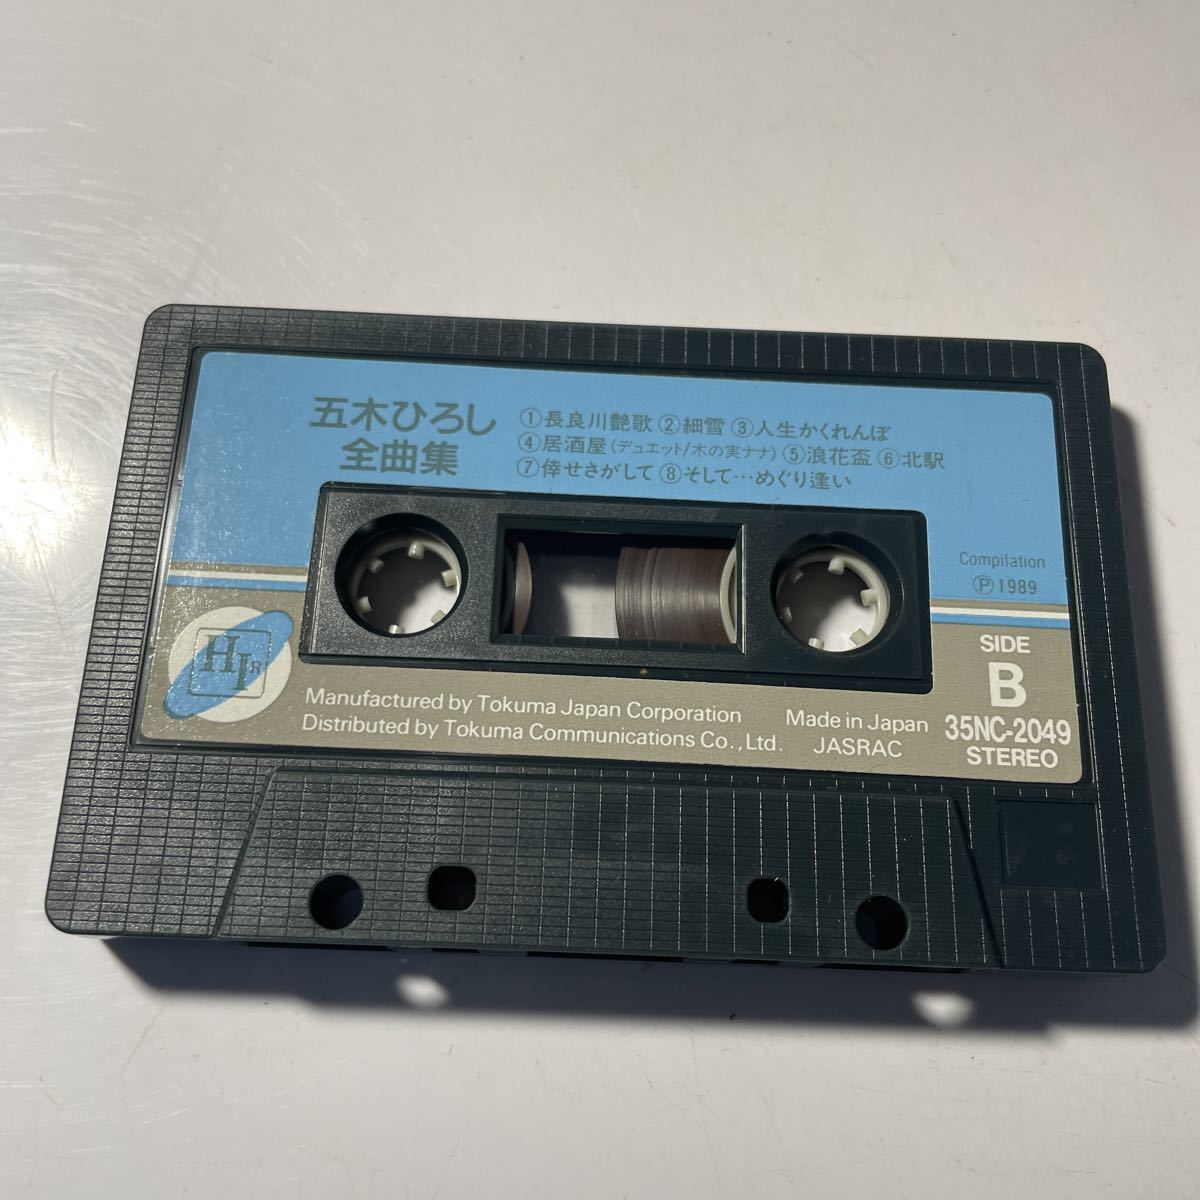 五木ひろし
全曲集
①長良川艶歌 ②細雪 ③人生かくれんぼ
④居酒屋(デュエット/木の実ナナ) ⑤浪花盃 ⑥北駅
⑦倖せさがして ⑧そして…めぐり逢い
Compilation
Ⓟ1989
HIR
SIDE
B
35NC-2049
STEREO
Manufactured by Tokuma Japan Corporation
Distributed by Tokuma Communications Co.,Ltd.
Made in Japan
JASRAC